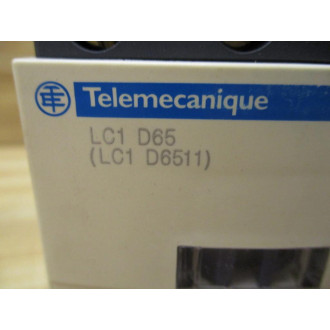 Telemecanique
LC1 D65
(LC1 D6511)